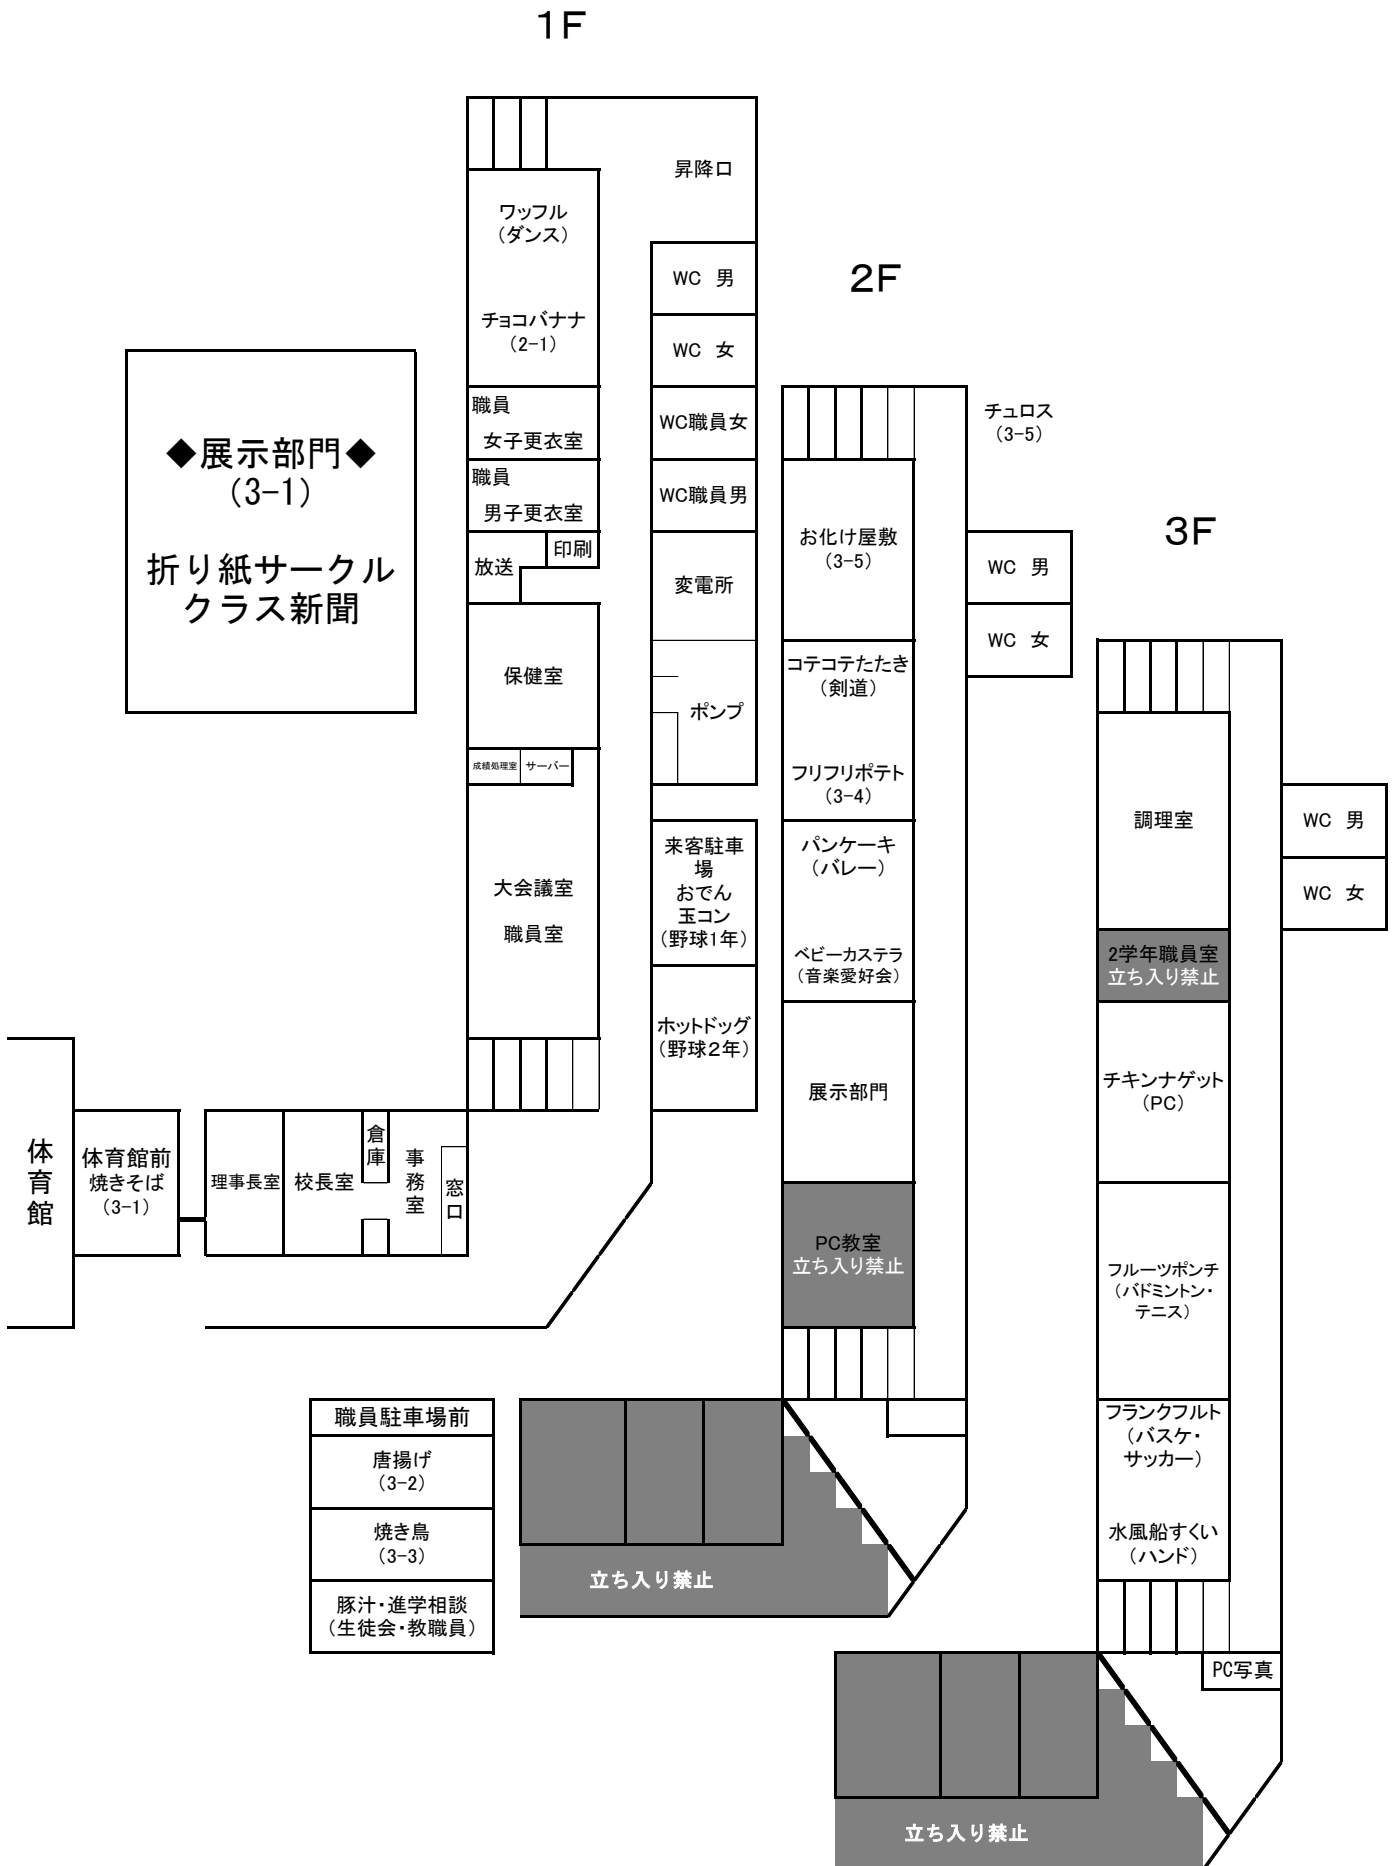 1F
昇降口
ワッフル
（ダンス）
チョコバナナ
（2-1）
WC　男
WC　女
WC職員女
WC職員男
職員
女子更衣室
職員
男子更衣室
放送
印刷
変電所
保健室
ポンプ
成績処理室
サーバー
大会議室
職員室
来客駐車
場
おでん
玉コン
（野球1年）
ホットドッグ
（野球２年）
◆展示部門◆
（3-1）
折り紙サークル
クラス新聞
体育館
体育館前
焼きそば
（3-1）
理事長室
校長室
倉庫
事務室
窓口
職員駐車場前
唐揚げ
（3-2）
焼き鳥
（3-3）
豚汁・進学相談
（生徒会・教職員）
2F
チュロス
（3-5）
お化け屋敷
（3-5）
WC　男
WC　女
コテコテたたき
（剣道）
フリフリポテト
（3-4）
パンケーキ
（バレー）
ベビーカステラ
（音楽愛好会）
展示部門
PC教室
立ち入り禁止
立ち入り禁止
3F
調理室
WC　男
WC　女
2学年職員室
立ち入り禁止
チキンナゲット
（PC）
フルーツポンチ
（バドミントン・
テニス）
フランクフルト
（バスケ・
サッカー）
水風船すくい
（ハンド）
PC写真
立ち入り禁止